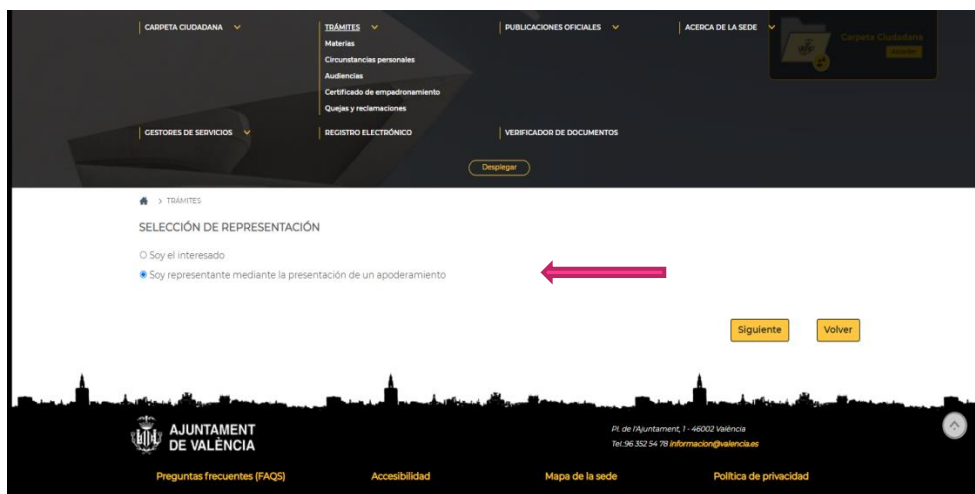 CARPETA CIUDADANA
TRÁMITES
PUBLICACIONES OFICIALES
ACERCA DE LA SEDE
Carpeta Ciudadana
Acceder
Materias
Circunstancias personales
Audiencias
Certificado de empadronamiento
Quejas y reclamaciones
GESTORES DE SERVICIOS
REGISTRO ELECTRÓNICO
VERIFICADOR DE DOCUMENTOS
Desplegar
> TRÁMITES
SELECCIÓN DE REPRESENTACIÓN
Soy el interesado
Soy representante mediante la presentación de un apoderamiento
Siguiente
Volver
AJUNTAMENT
DE VALÈNCIA
Pl. de l'Ajuntament, 1 - 46002 València
Tel.:96 352 54 78 informacion@valencia.es
Preguntas frecuentes (FAQS)
Accesibilidad
Mapa de la sede
Política de privacidad